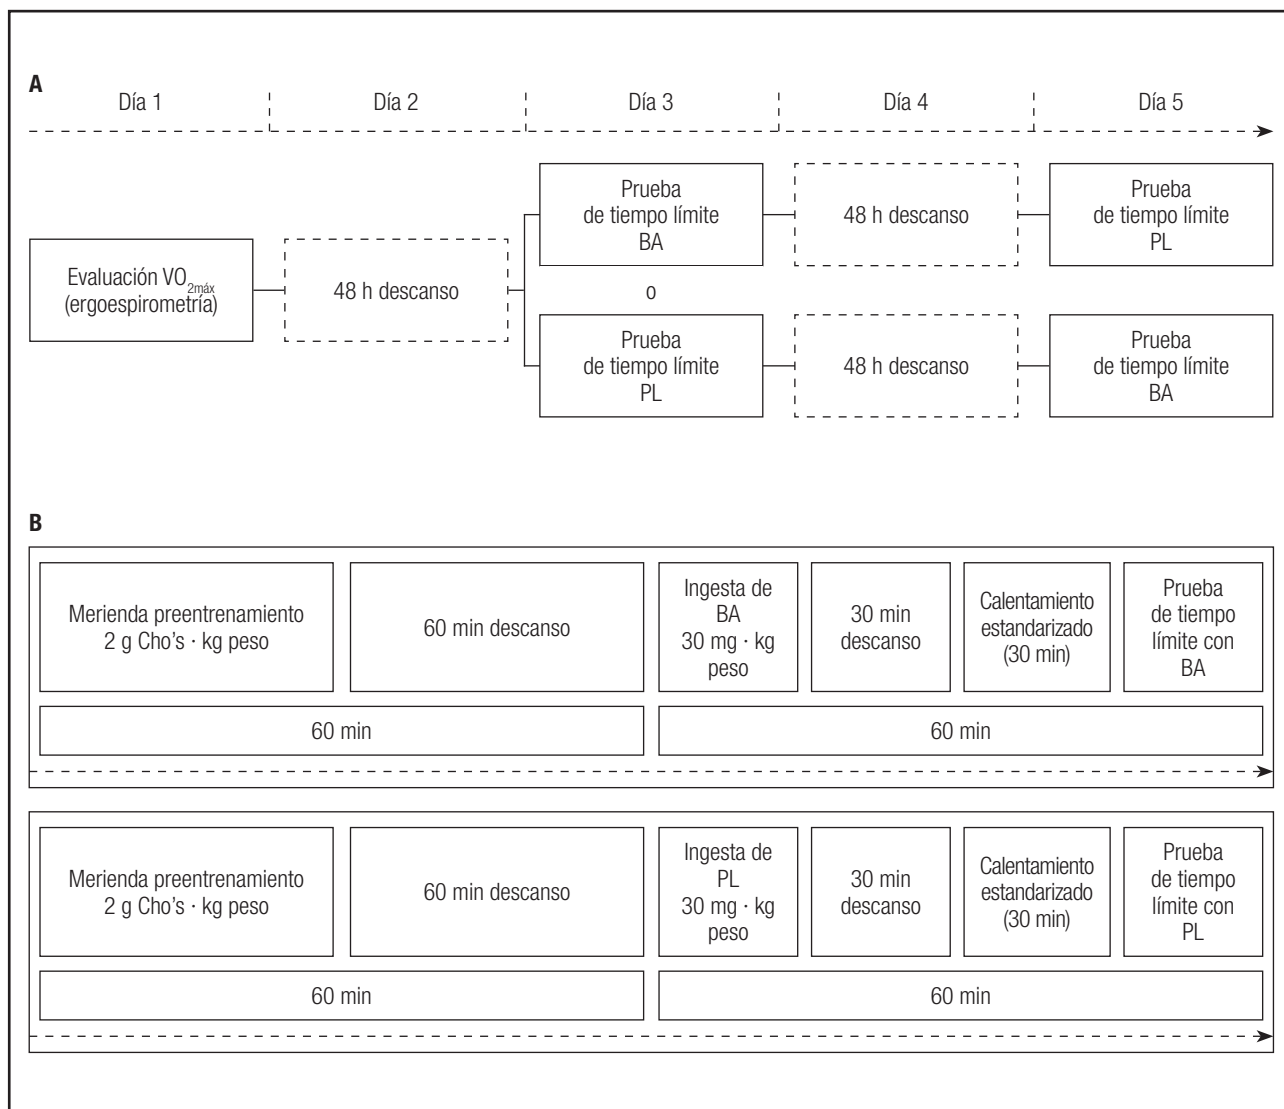 A
Día 1
Día 2
Día 3
Día 4
Día 5
Evaluación VO2máx
(ergoespirometría)
48 h descanso
Prueba
de tiempo límite
BA
48 h descanso
Prueba
de tiempo límite
PL
o
Prueba
de tiempo límite
PL
48 h descanso
Prueba
de tiempo límite
BA
B
Merienda preentrenamiento
2 g Cho's · kg peso
60 min descanso
Ingesta de
BA
30 mg · kg
peso
30 min
descanso
Calentamiento
estandarizado
(30 min)
Prueba
de tiempo
límite con
BA
60 min
60 min
Merienda preentrenamiento
2 g Cho's · kg peso
60 min descanso
Ingesta de
PL
30 mg · kg
peso
30 min
descanso
Calentamiento
estandarizado
(30 min)
Prueba
de tiempo
límite con
PL
60 min
60 min